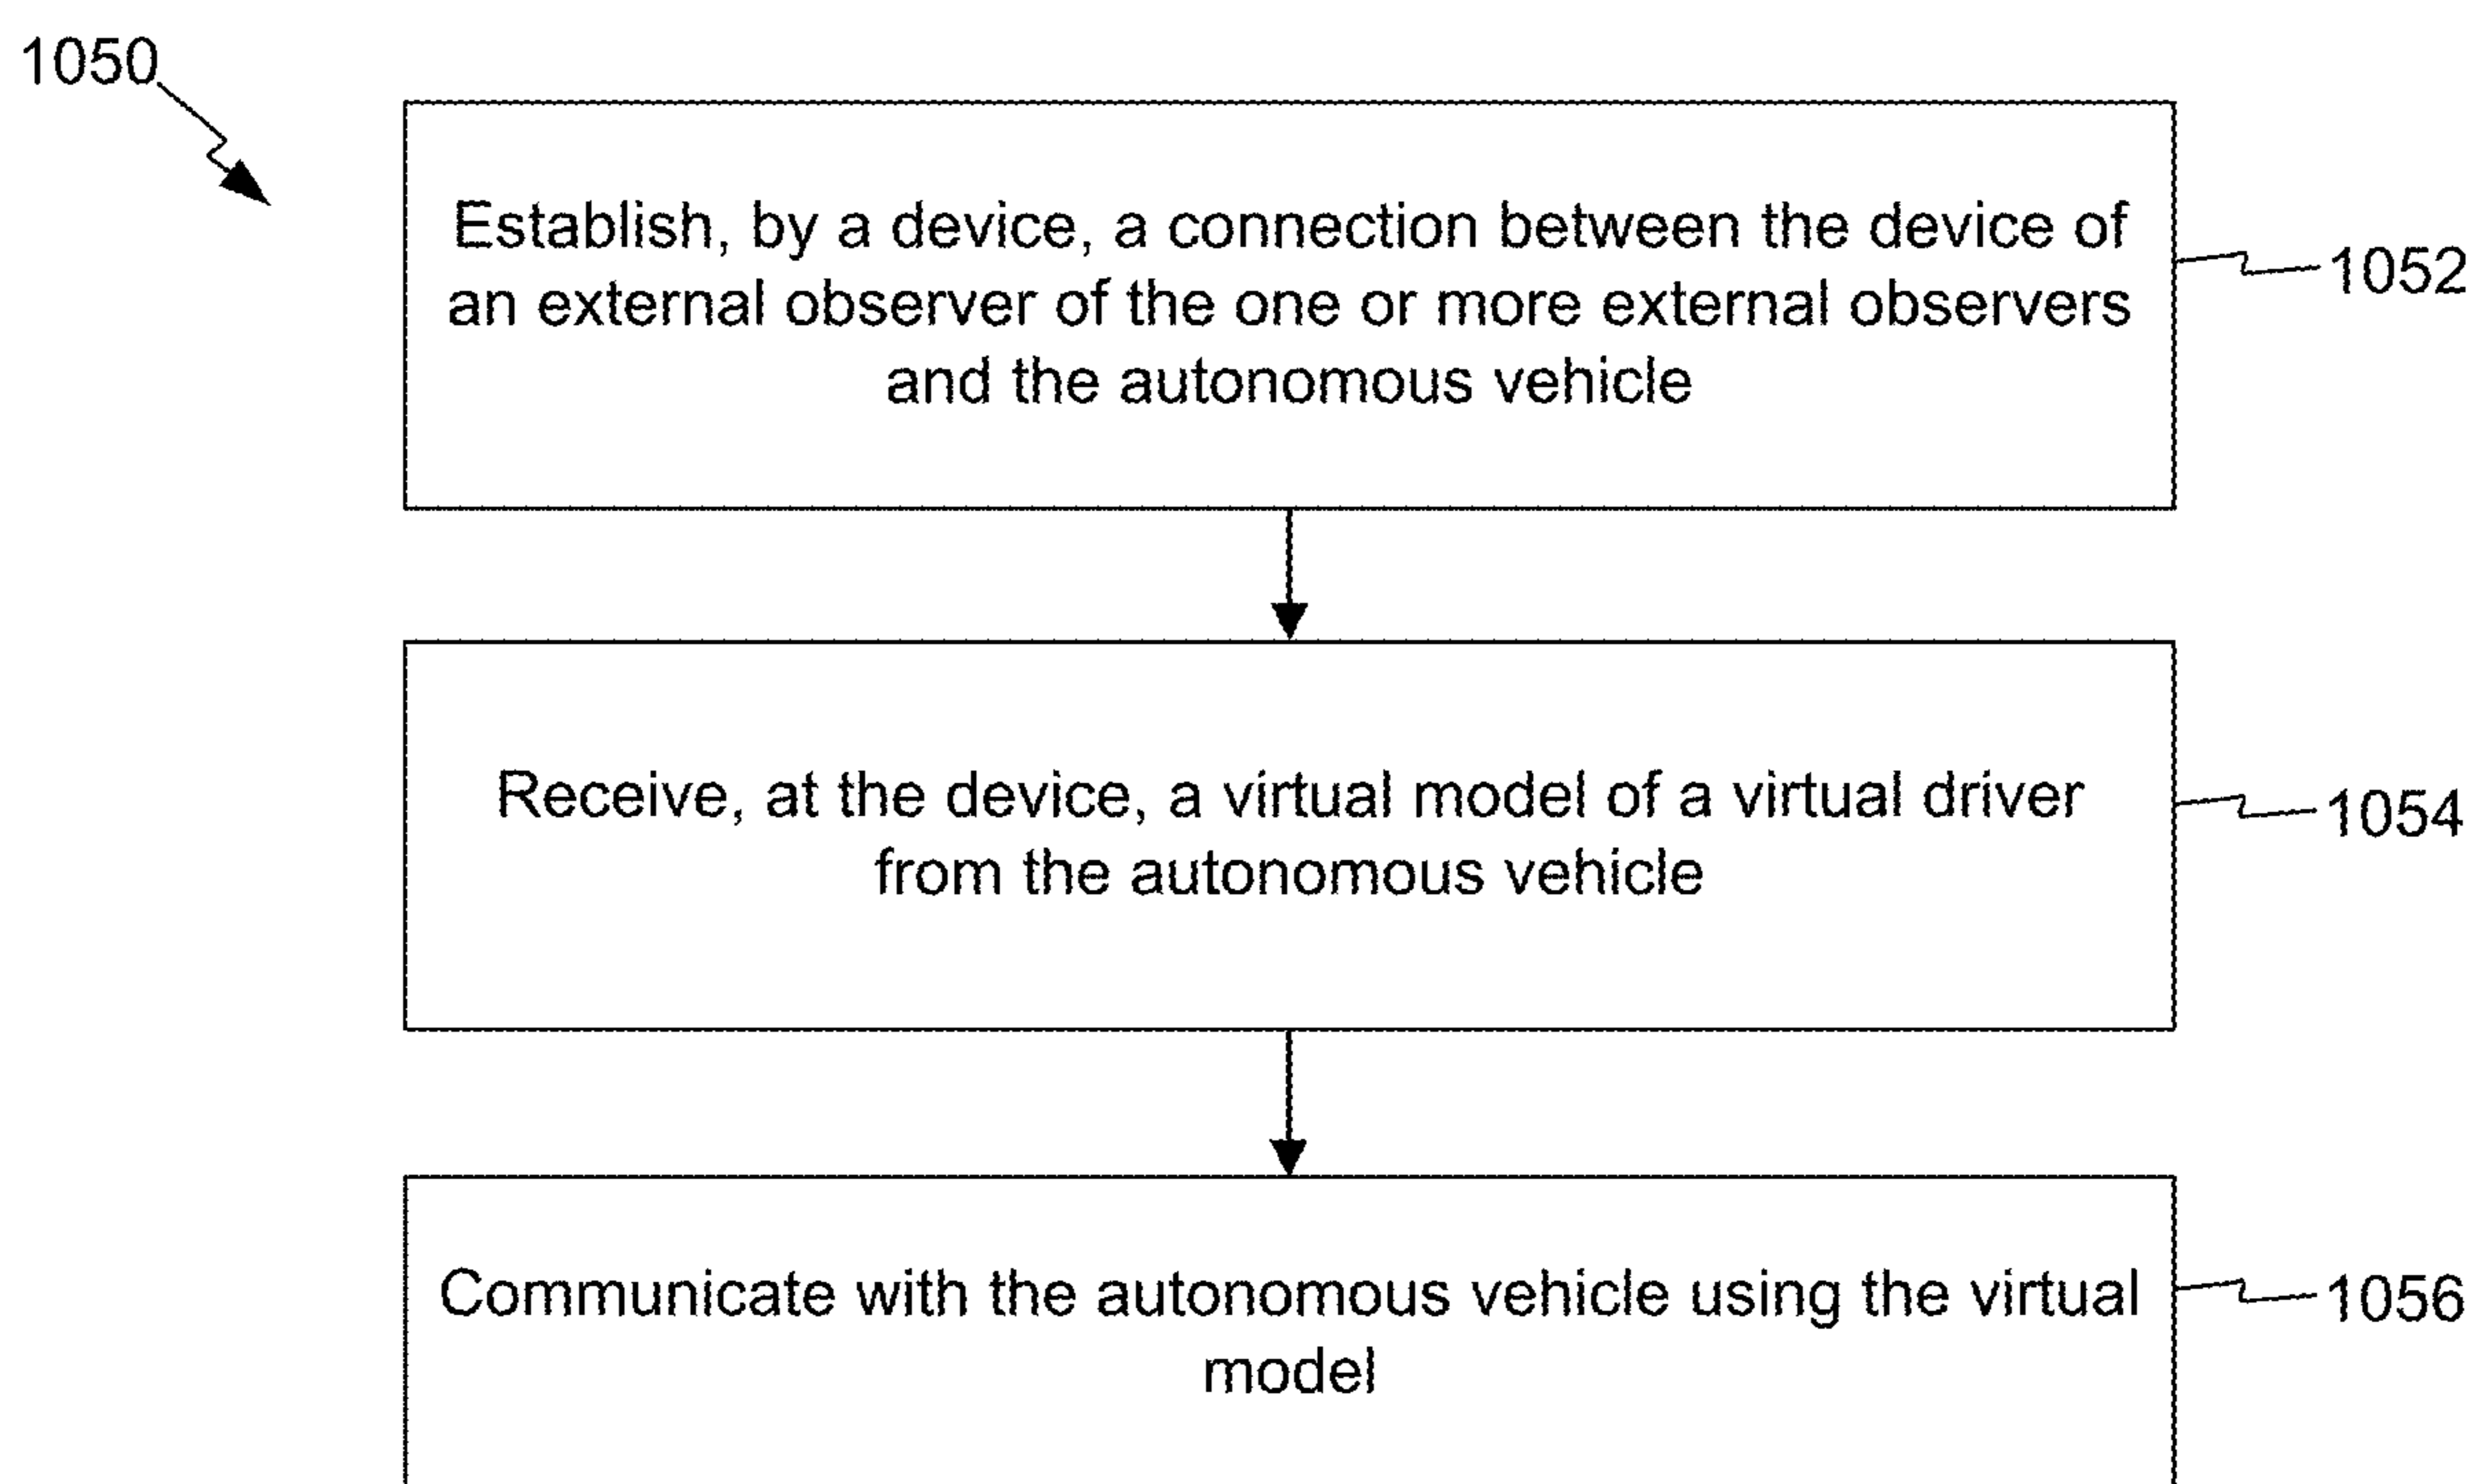 1050
Establish, by a device, a connection between the device of
an external observer of the one or more external observers
and the autonomous vehicle
1052
Receive, at the device, a virtual model of a virtual driver
from the autonomous vehicle
1054
Communicate with the autonomous vehicle using the virtual
model
1056